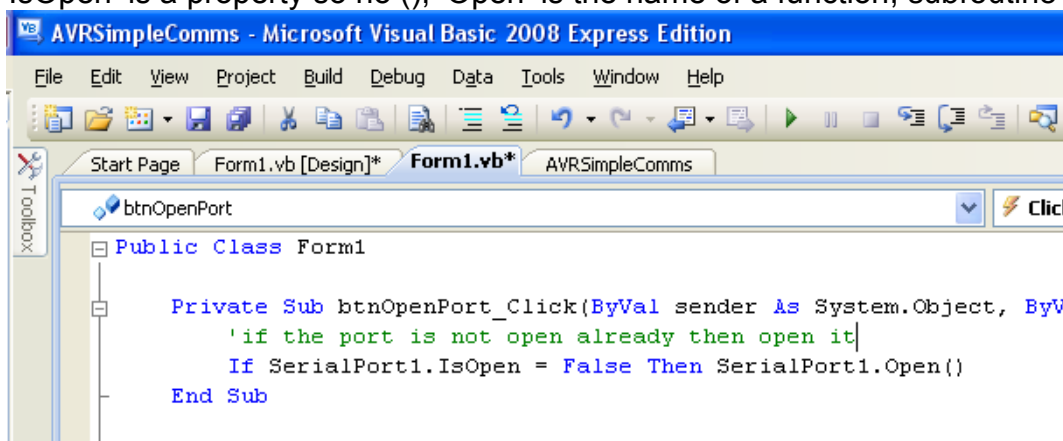 IsOpen is a property so no (), Open is the name of a function, subroutine
AVRSimpleComms - Microsoft Visual Basic 2008 Express Edition
File Edit View Project Build Debug Data Tools Window Help
Toolbox
Start Page Form1.vb [Design]* Form1.vb* AVRSimpleComms
btnOpenPort Clic
Public Class Form1
Private Sub btnOpenPort_Click(ByVal sender As System.Object, ByV
'if the port is not open already then open it
If SerialPort1.IsOpen = False Then SerialPort1.Open()
End Sub